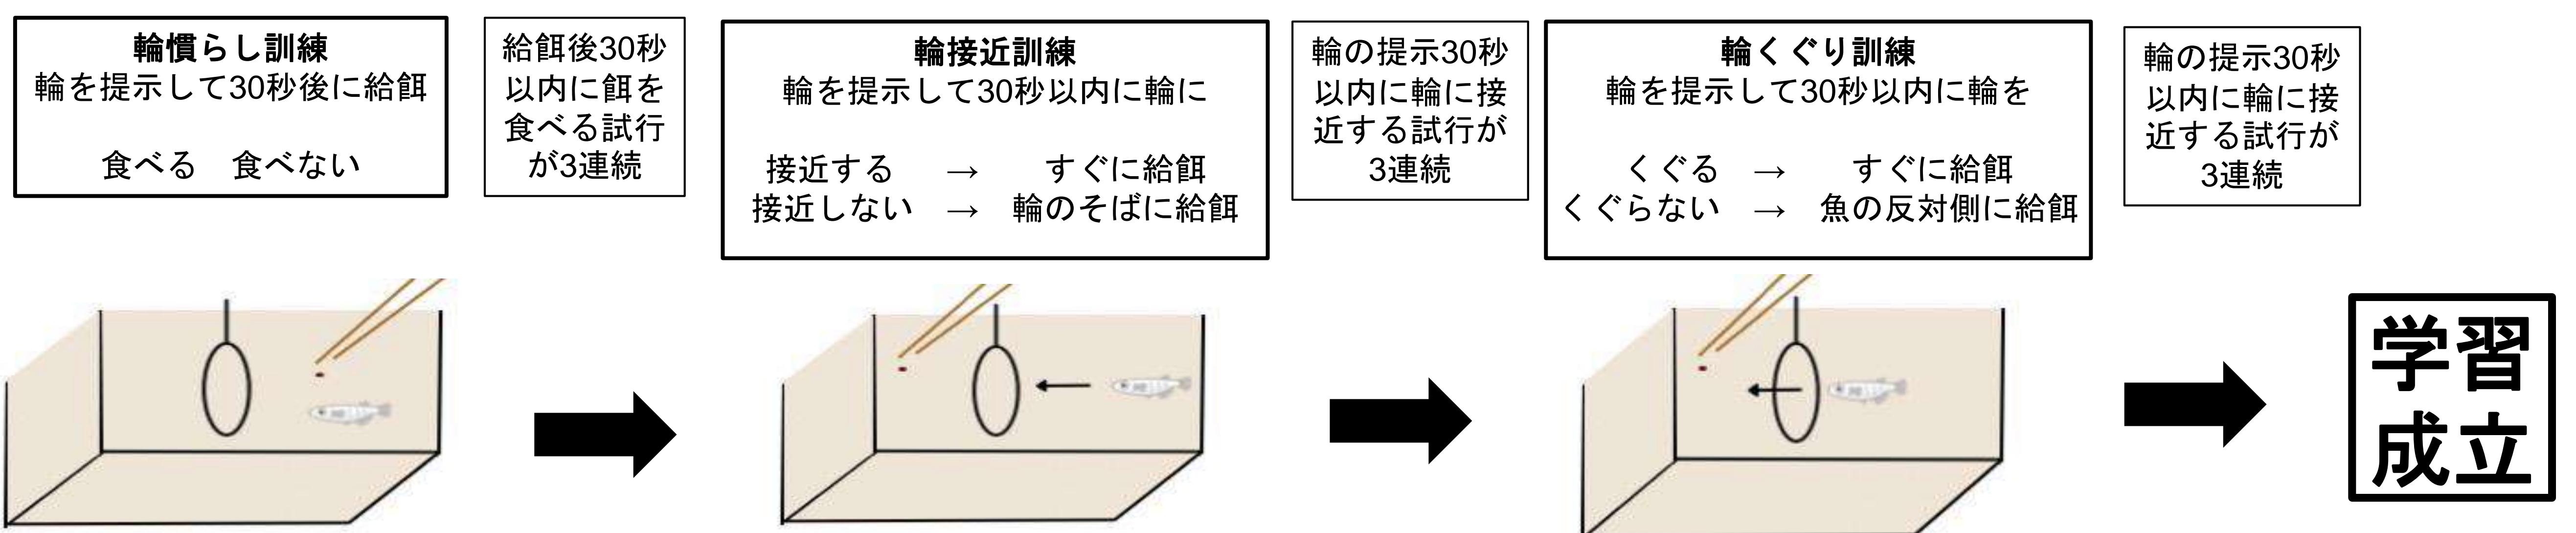 輪慣らし訓練
輪を提示して30秒後に給餌
食べる　食べない
給餌後30秒
以内に餌を
食べる試行
が3連続
輪接近訓練
輪を提示して30秒以内に輪に
接近する　→　すぐに給餌
接近しない　→　輪のそばに給餌
輪の提示30秒
以内に輪に接
近する試行が
3連続
輪くぐり訓練
輪を提示して30秒以内に輪を
くぐる　→　すぐに給餌
くぐらない　→　魚の反対側に給餌
輪の提示30秒
以内に輪に接
近する試行が
3連続
学習
成立